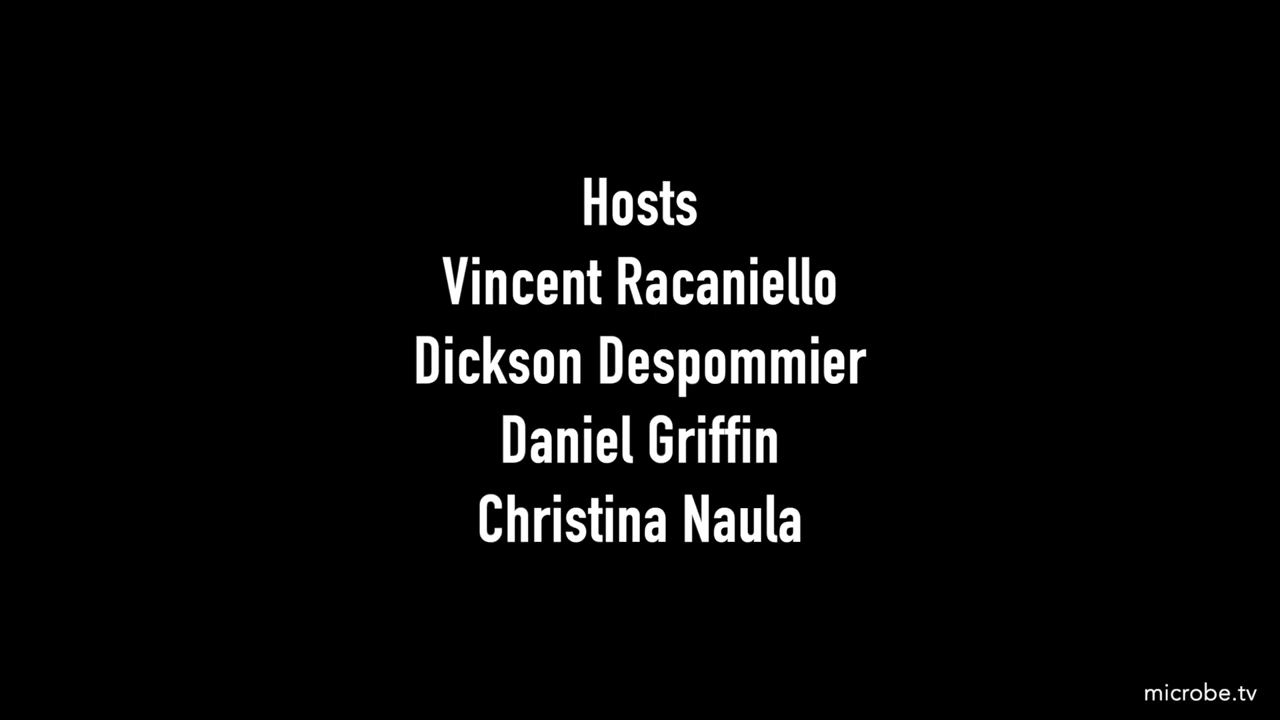 Hosts
Vincent Racaniello
Dickson Despommier
Daniel Griffin
Christina Naula
microbe.tv